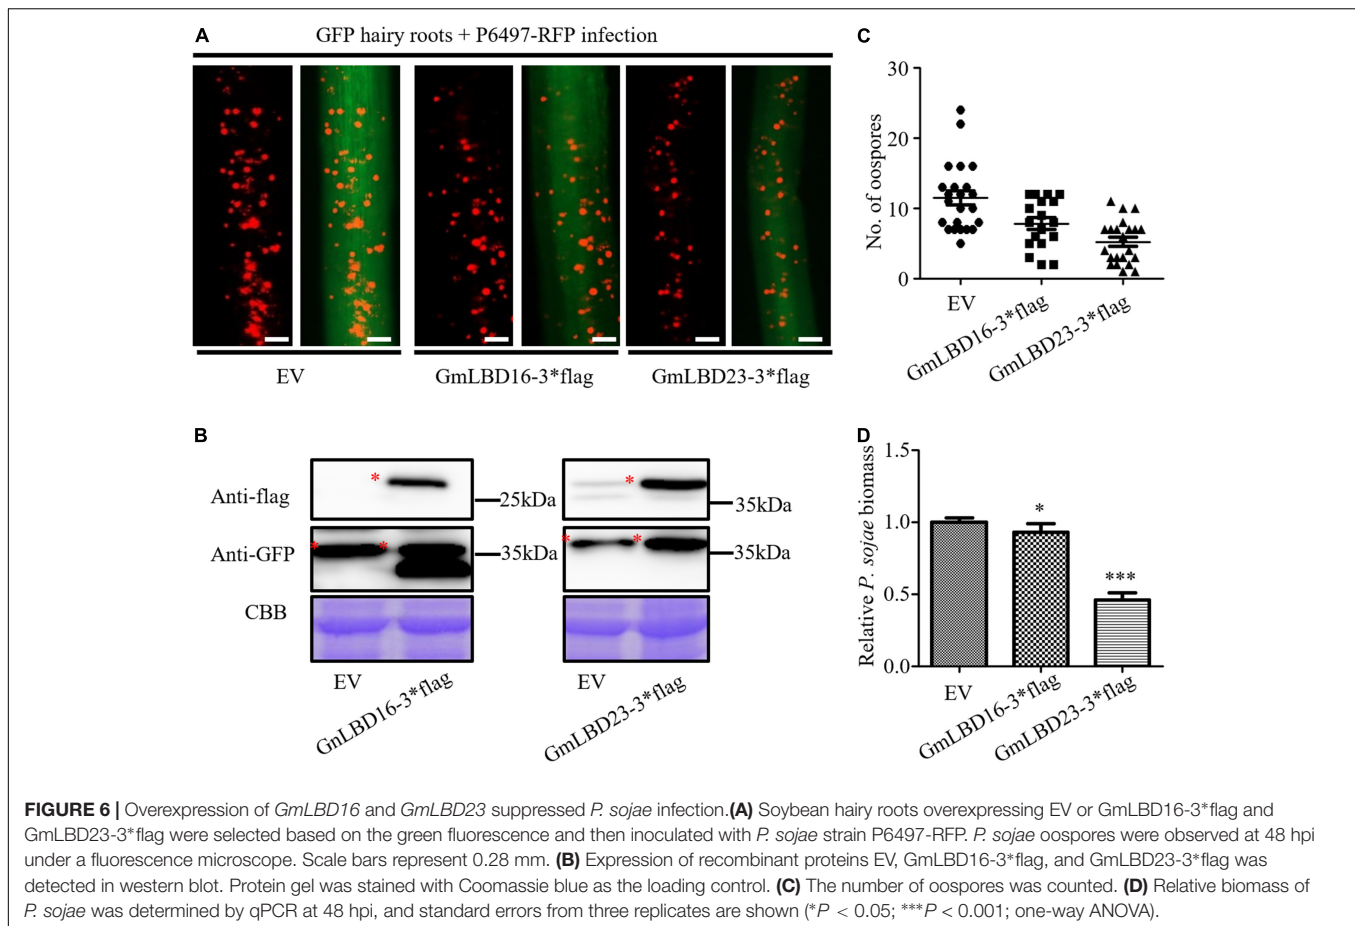 A
GFP hairy roots + P6497-RFP infection
EV
GmLBD16-3*flag
GmLBD23-3*flag
C
No. of oospores
30
20
10
0
EV
GmLBD16-3*flag
GmLBD23-3*flag
B
Anti-flag
*
25kDa
*
35kDa
Anti-GFP
* *
35kDa
* *
35kDa
CBB
EV
GnLBD16-3*flag
EV
GmLBD23-3*flag
D
Relative P. sojae biomass
1.5
1.0
0.5
0.0
*
***
EV
GmLBD16-3*flag
GmLBD23-3*flag
FIGURE 6 | Overexpression of GmLBD16 and GmLBD23 suppressed P. sojae infection.(A) Soybean hairy roots overexpressing EV or GmLBD16-3*flag and
GmLBD23-3*flag were selected based on the green fluorescence and then inoculated with P. sojae strain P6497-RFP. P. sojae oospores were observed at 48 hpi
under a fluorescence microscope. Scale bars represent 0.28 mm. (B) Expression of recombinant proteins EV, GmLBD16-3*flag, and GmLBD23-3*flag was
detected in western blot. Protein gel was stained with Coomassie blue as the loading control. (C) The number of oospores was counted. (D) Relative biomass of
P. sojae was determined by qPCR at 48 hpi, and standard errors from three replicates are shown (*P < 0.05; ***P < 0.001; one-way ANOVA).